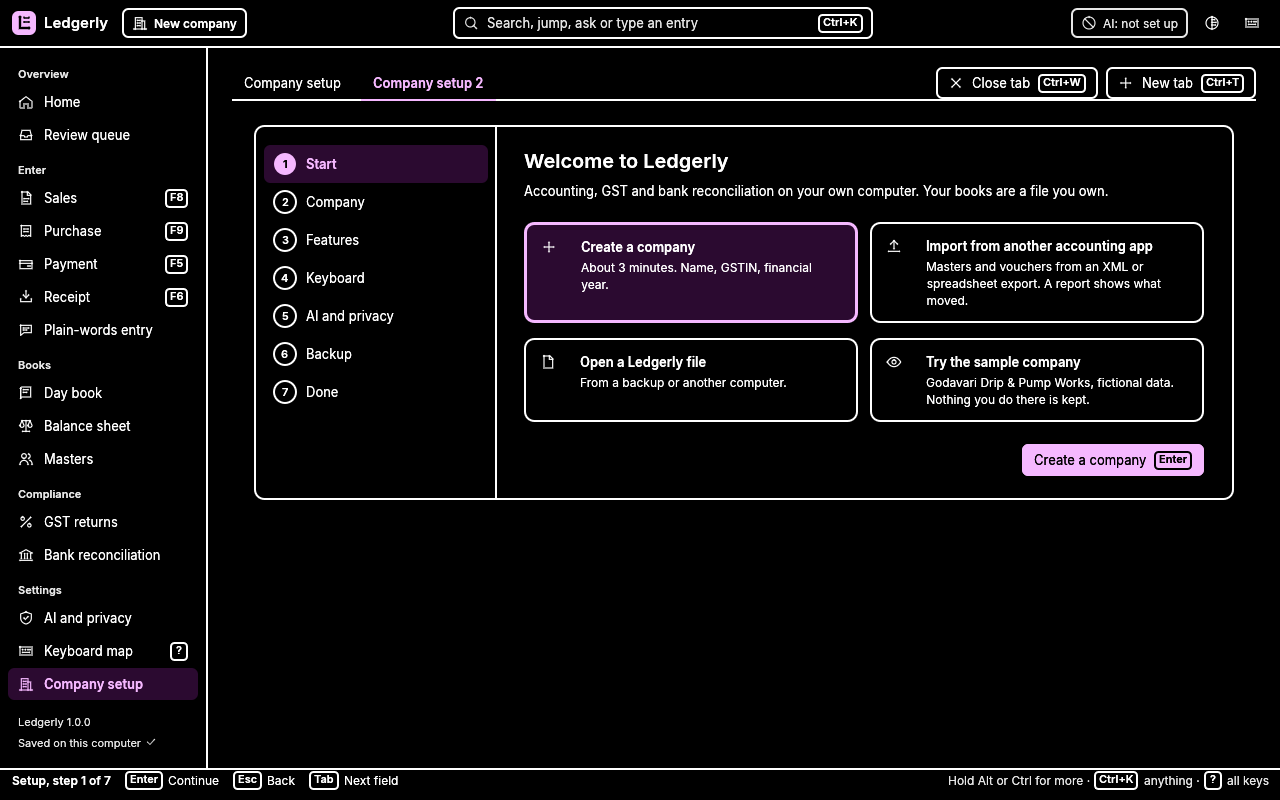 Ledgerly
New company
Search, jump, ask or type an entry
Ctrl+K
AI: not set up
Overview
Home
Review queue
Enter
Sales F8
Purchase F9
Payment F5
Receipt F6
Plain-words entry
Books
Day book
Balance sheet
Masters
Compliance
GST returns
Bank reconciliation
Settings
AI and privacy
Keyboard map ?
Company setup
Ledgerly 1.0.0
Saved on this computer
Company setup
Company setup 2
Close tab Ctrl+W
New tab Ctrl+T
1 Start
2 Company
3 Features
4 Keyboard
5 AI and privacy
6 Backup
7 Done
Welcome to Ledgerly
Accounting, GST and bank reconciliation on your own computer. Your books are a file you own.
Create a company
About 3 minutes. Name, GSTIN, financial
year.
Import from another accounting app
Masters and vouchers from an XML or
spreadsheet export. A report shows what
moved.
Open a Ledgerly file
From a backup or another computer.
Try the sample company
Godavari Drip & Pump Works, fictional data.
Nothing you do there is kept.
Create a company Enter
Setup, step 1 of 7 Enter Continue Esc Back Tab Next field
Hold Alt or Ctrl for more · Ctrl+K anything · ? all keys